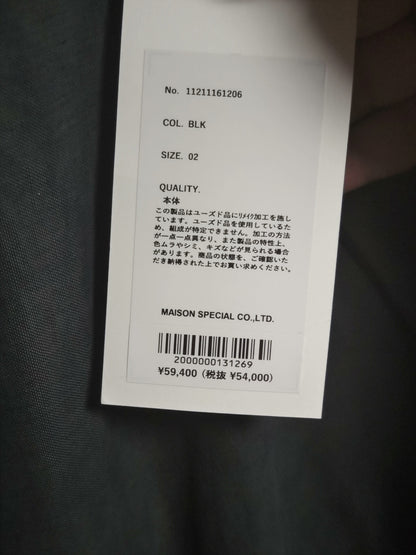 No. 11211161206
COL. BLK
SIZE. 02
QUALITY.
本体
この製品はユーズド品にリメイク加工を施し
ています。ユーズド品を使用しているた
め、組成が特定できません。加工の方法
が一点一点異なり、また製品の特性上、
色ムラやシミ、キズなどが見られる場合
があります。商品の状態を、ご確認いた
だき納得された上でお買い求めください。
MAISON SPECIAL CO.,LTD.
2000000131269
¥59,400 (税抜 ¥54,000)